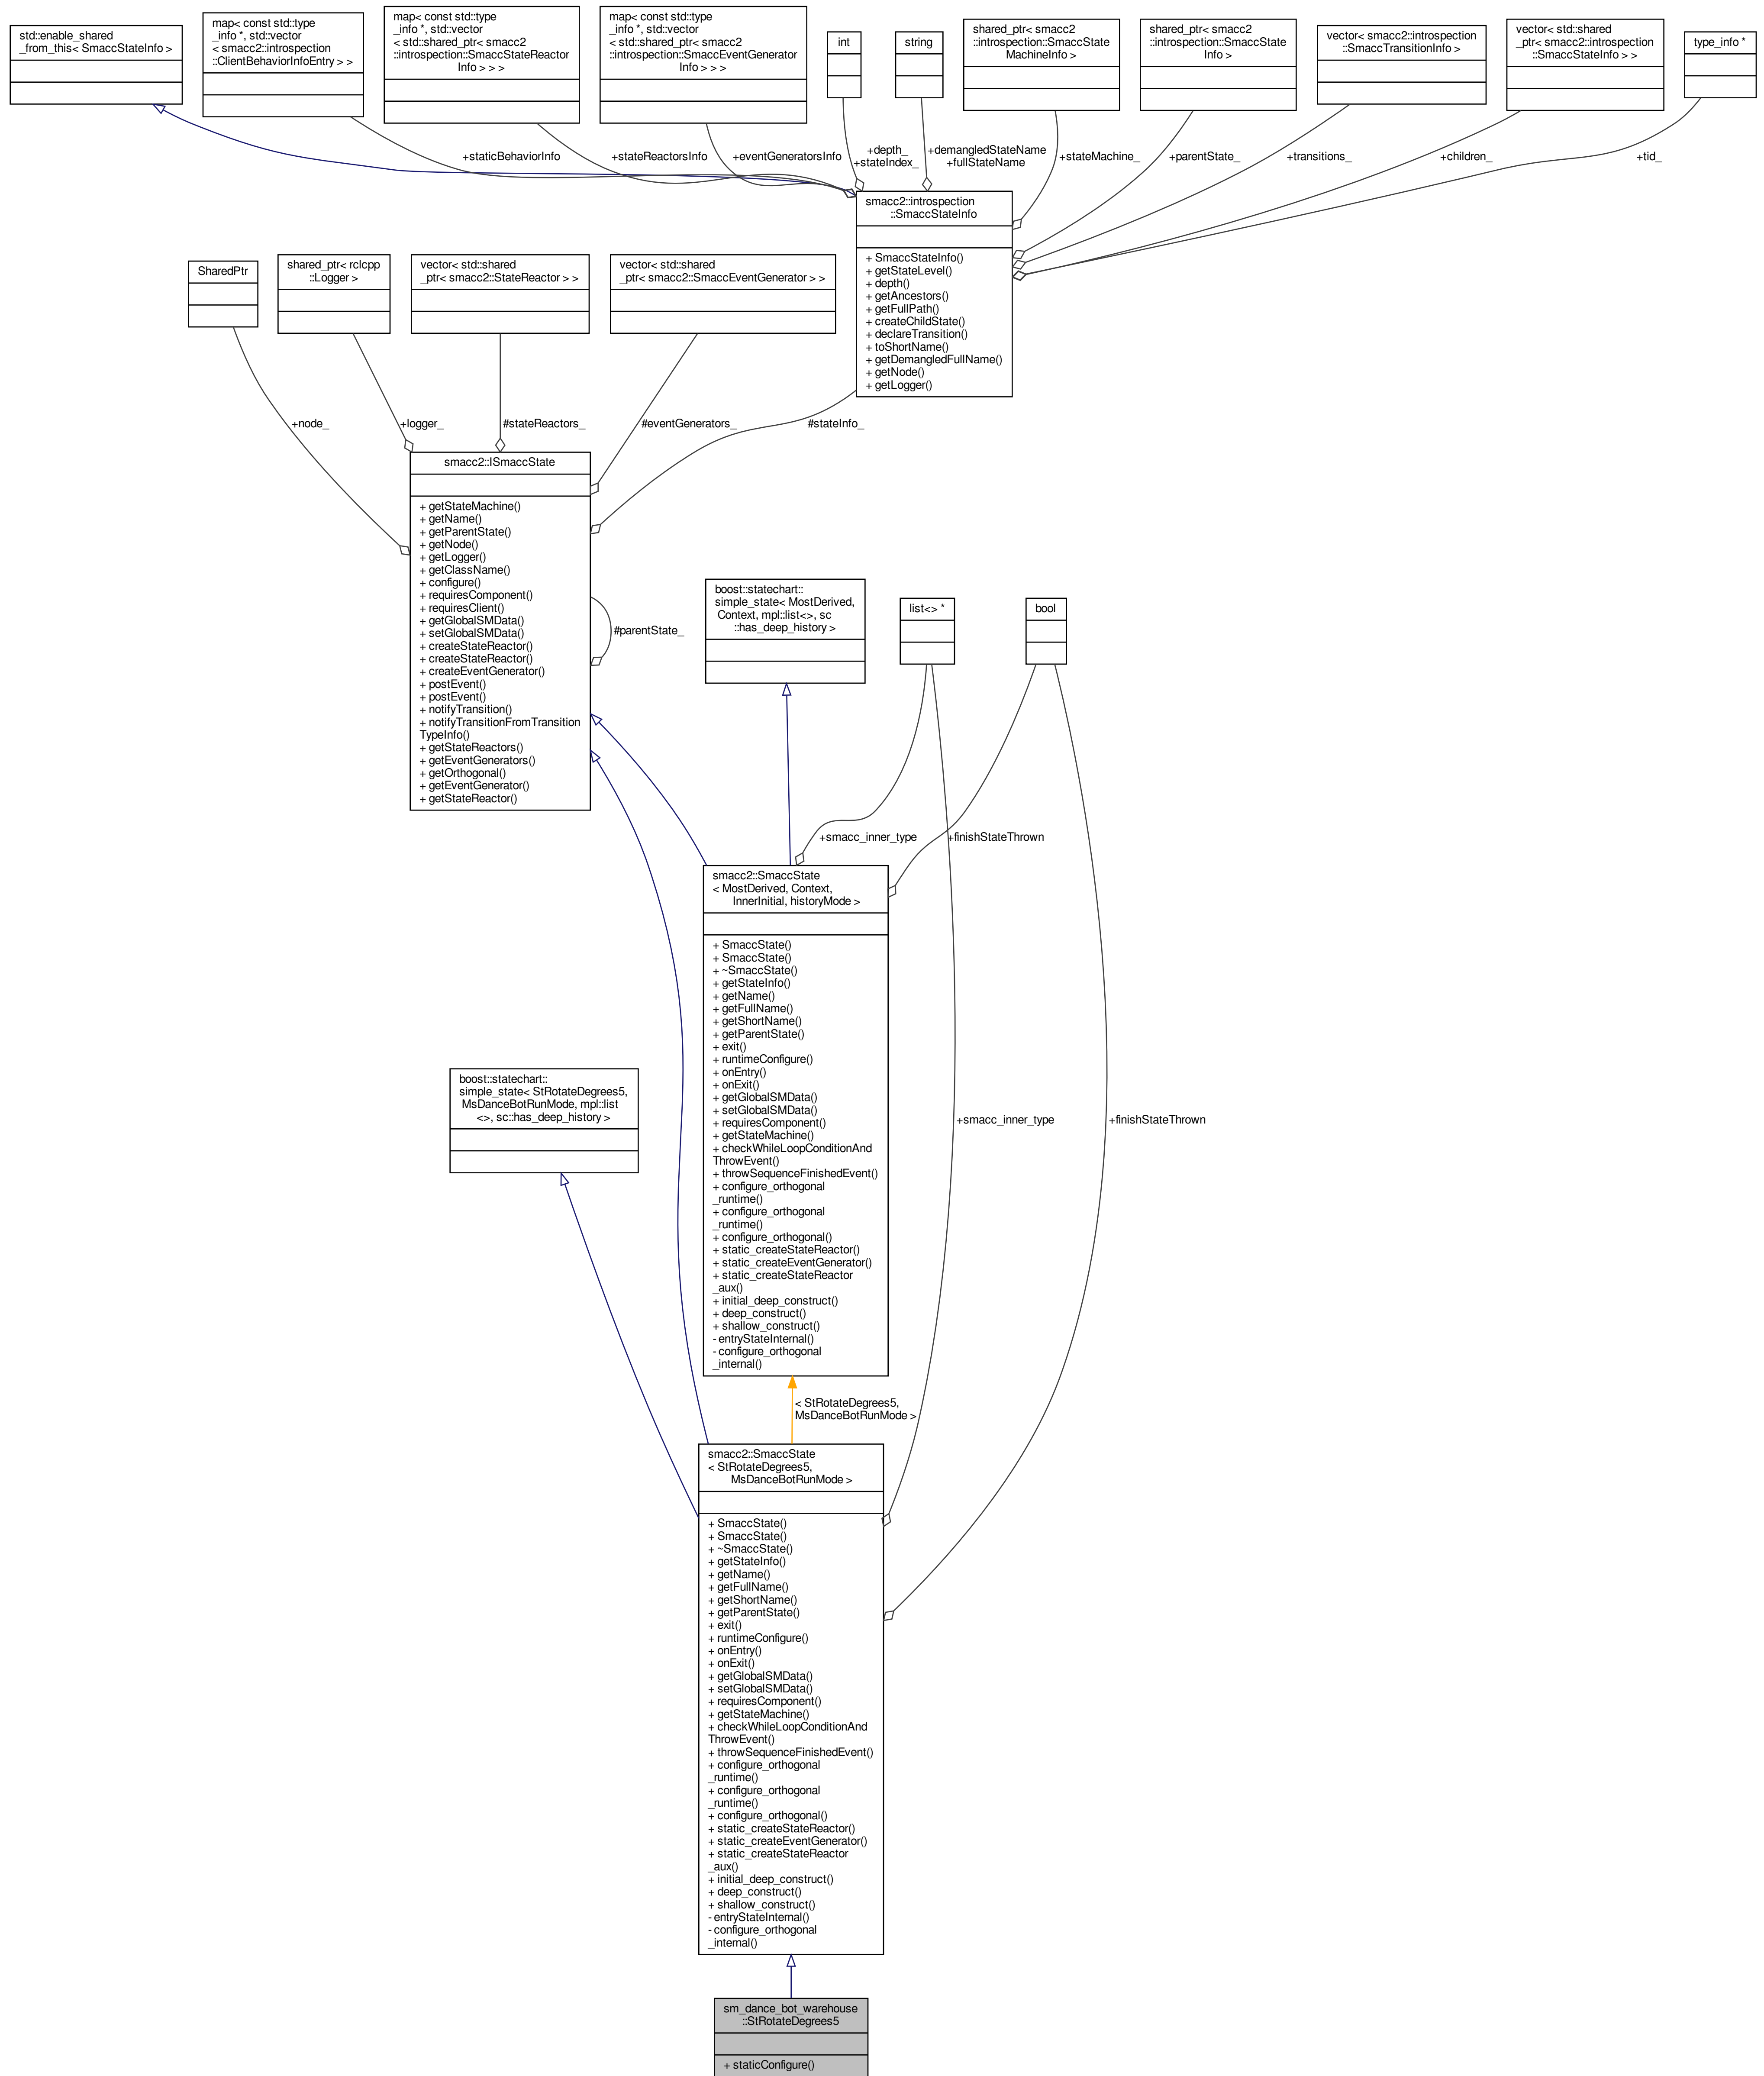 std::enable_shared
_from_this< SmaccStateInfo >
map< const std::type
_info *, std::vector
< smacc2::introspection
::ClientBehaviorInfoEntry > >
map< const std::type
_info *, std::vector
< std::shared_ptr< smacc2
::introspection::SmaccStateReactor
Info > > >
map< const std::type
_info *, std::vector
< std::shared_ptr< smacc2
::introspection::SmaccEventGenerator
Info > > >
int
string
shared_ptr< smacc2
::introspection::SmaccState
MachineInfo >
shared_ptr< smacc2
::introspection::SmaccState
Info >
vector< smacc2::introspection
::SmaccTransitionInfo >
vector< std::shared
_ptr< smacc2::introspection
::SmaccStateInfo > >
type_info *
+staticBehaviorInfo
+stateReactorsInfo
+eventGeneratorsInfo
+depth_
+stateIndex_
+demangledStateName
+fullStateName
+stateMachine_
+parentState_
+transitions_
+children_
+tid_
smacc2::introspection
::SmaccStateInfo
+ SmaccStateInfo()
+ getStateLevel()
+ depth()
+ getAncestors()
+ getFullPath()
+ createChildState()
+ declareTransition()
+ toShortName()
+ getDemangledFullName()
+ getNode()
+ getLogger()
SharedPtr
shared_ptr< rclcpp
::Logger >
vector< std::shared
_ptr< smacc2::StateReactor > >
vector< std::shared
_ptr< smacc2::SmaccEventGenerator > >
+node_
+logger_
#stateReactors_
#eventGenerators_
#stateInfo_
smacc2::ISmaccState
+ getStateMachine()
+ getName()
+ getParentState()
+ getNode()
+ getLogger()
+ getClassName()
+ configure()
+ requiresComponent()
+ requiresClient()
+ getGlobalSMData()
+ setGlobalSMData()
+ createStateReactor()
+ createStateReactor()
+ createEventGenerator()
+ postEvent()
+ postEvent()
+ notifyTransition()
+ notifyTransitionFromTransition
TypeInfo()
+ getStateReactors()
+ getEventGenerators()
+ getOrthogonal()
+ getEventGenerator()
+ getStateReactor()
#parentState_
boost::statechart::
simple_state< MostDerived,
Context, mpl::list<>, sc
::has_deep_history >
list<> *
bool
+smacc_inner_type
+finishStateThrown
smacc2::SmaccState
< MostDerived, Context,
InnerInitial, historyMode >
+ SmaccState()
+ SmaccState()
+ ~SmaccState()
+ getStateInfo()
+ getName()
+ getFullName()
+ getShortName()
+ getParentState()
+ exit()
+ runtimeConfigure()
+ onEntry()
+ onExit()
+ getGlobalSMData()
+ setGlobalSMData()
+ requiresComponent()
+ getStateMachine()
+ checkWhileLoopConditionAnd
ThrowEvent()
+ throwSequenceFinishedEvent()
+ configure_orthogonal
_runtime()
+ configure_orthogonal
_runtime()
+ configure_orthogonal()
+ static_createStateReactor()
+ static_createEventGenerator()
+ static_createStateReactor
_aux()
+ initial_deep_construct()
+ deep_construct()
+ shallow_construct()
- entryStateInternal()
- configure_orthogonal
_internal()
boost::statechart::
simple_state< StRotateDegrees5,
MsDanceBotRunMode, mpl::list
<>, sc::has_deep_history >
+smacc_inner_type
+finishStateThrown
< StRotateDegrees5,
MsDanceBotRunMode >
smacc2::SmaccState
< StRotateDegrees5,
MsDanceBotRunMode >
+ SmaccState()
+ SmaccState()
+ ~SmaccState()
+ getStateInfo()
+ getName()
+ getFullName()
+ getShortName()
+ getParentState()
+ exit()
+ runtimeConfigure()
+ onEntry()
+ onExit()
+ getGlobalSMData()
+ setGlobalSMData()
+ requiresComponent()
+ getStateMachine()
+ checkWhileLoopConditionAnd
ThrowEvent()
+ throwSequenceFinishedEvent()
+ configure_orthogonal
_runtime()
+ configure_orthogonal
_runtime()
+ configure_orthogonal()
+ static_createStateReactor()
+ static_createEventGenerator()
+ static_createStateReactor
_aux()
+ initial_deep_construct()
+ deep_construct()
+ shallow_construct()
- entryStateInternal()
- configure_orthogonal
_internal()
sm_dance_bot_warehouse
::StRotateDegrees5
+ staticConfigure()